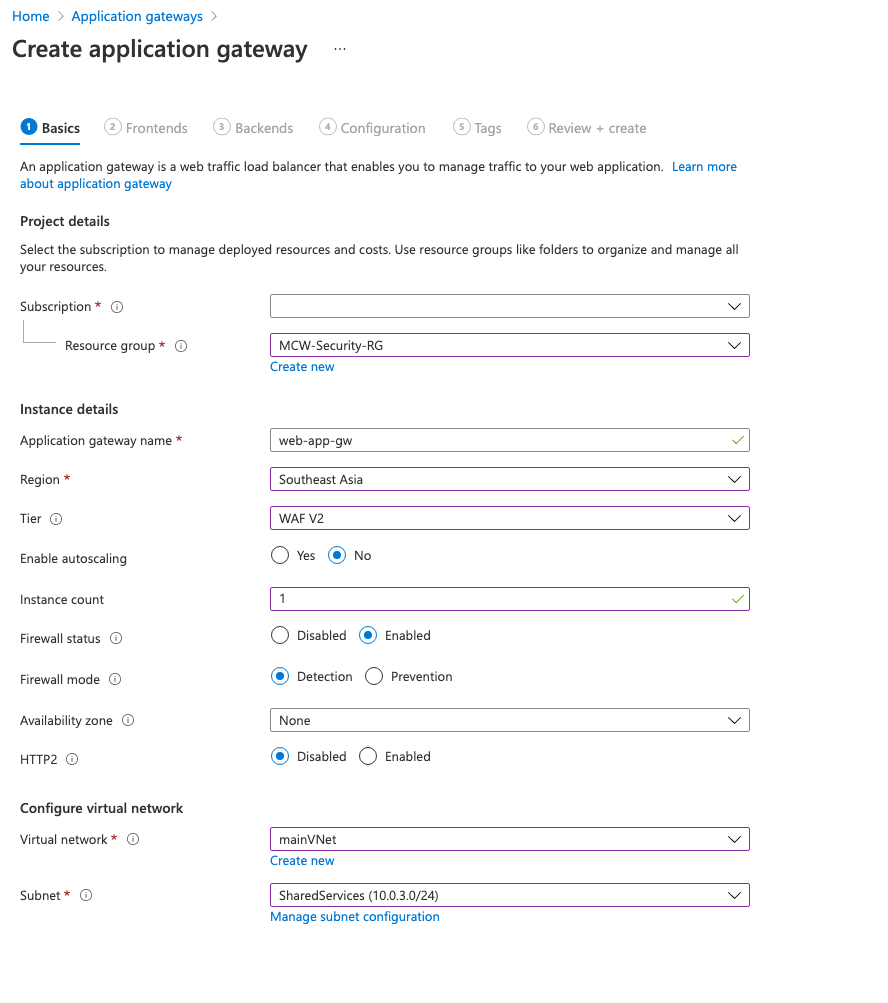 Home > Application gateways >
Create application gateway ...
1 Basics 2 Frontends 3 Backends 4 Configuration 5 Tags 6 Review + create
An application gateway is a web traffic load balancer that enables you to manage traffic to your web application. Learn more
about application gateway
Project details
Select the subscription to manage deployed resources and costs. Use resource groups like folders to organize and manage all
your resources.
Subscription *
Resource group * MCW-Security-RG
Create new
Instance details
Application gateway name * web-app-gw
Region * Southeast Asia
Tier WAF V2
Enable autoscaling Yes No
Instance count 1
Firewall status Disabled Enabled
Firewall mode Detection Prevention
Availability zone None
HTTP2 Disabled Enabled
Configure virtual network
Virtual network * mainVNet
Create new
Subnet * SharedServices (10.0.3.0/24)
Manage subnet configuration